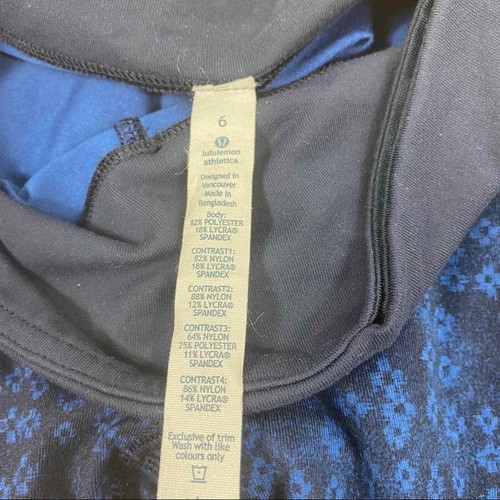 6
lululemon
athletica
Designed in
Vancouver
Made in
Bangladesh
Body:
82% POLYESTER
18% LYCRA®
SPANDEX
CONTRAST1:
82% NYLON
18% LYCRA®
SPANDEX
CONTRAST2:
88% NYLON
12% LYCRA®
SPANDEX
CONTRAST3:
64% NYLON
25% POLYESTER
11% LYCRA®
SPANDEX
CONTRAST4:
86% NYLON
14% LYCRA®
SPANDEX
Exclusive of trim
Wash with like
colours only